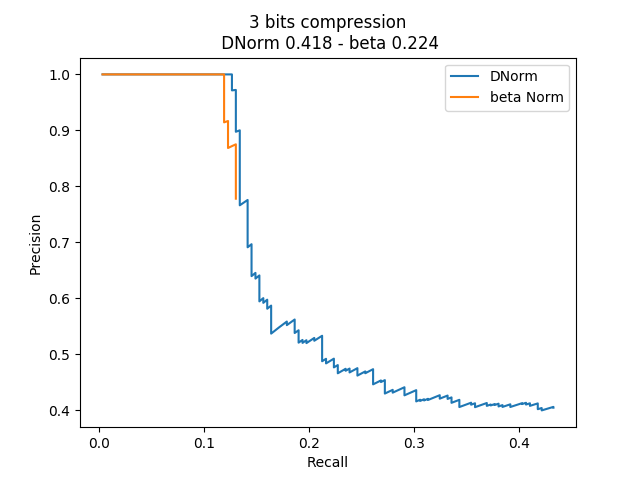 3 bits compression
DNorm 0.418 - beta 0.224
DNorm
beta Norm
1.0
0.9
0.8
0.7
0.6
0.5
0.4
Precision
0.0 0.1 0.2 0.3 0.4
Recall